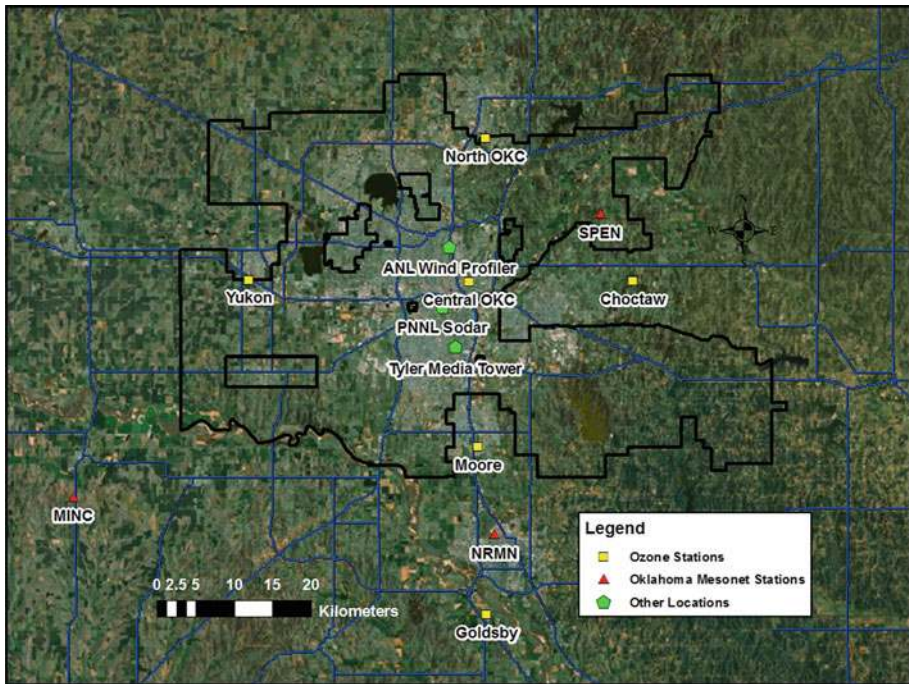 North OKC
SPEN
N
W
E
S
ANL Wind Profiler
Yukon
Central OKC
Choctaw
PNNL Sodar
Tyler Media Tower
Moore
MINC
NRMN
Goldsby
Legend
Ozone Stations
Oklahoma Mesonet Stations
Other Locations
0 2.5 5 10 15 20
Kilometers